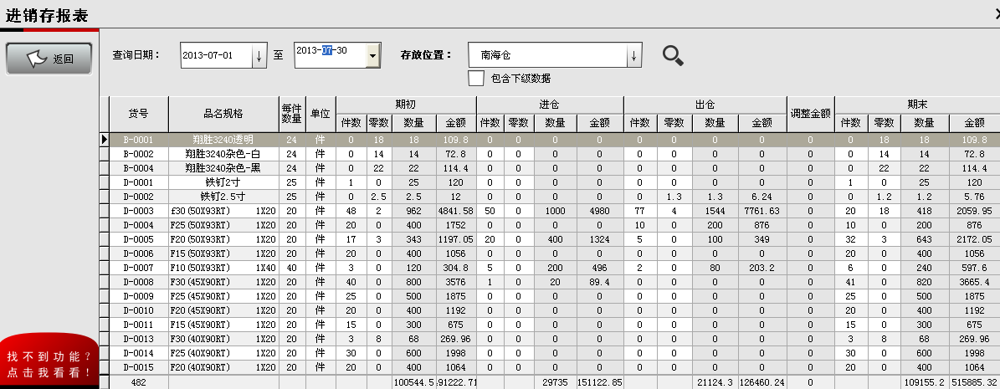 进销存报表
返回
查询日期： 2013-07-01 至 2013-07-30 存放位置： 南海仓
包含下级数据
货号 品名规格 每件数量 单位 期初 进仓 出仓 调整金额 期末
件数 零数 数量 金额 件数 零数 数量 金额 件数 零数 数量 金额 件数 零数 数量 金额
B-0001 翔胜3240透明 24 件 0 18 18 109.8 0 0 0 0 0 0 0 0 0 0 18 18 109.8
B-0002 翔胜3240杂色-白 24 件 0 14 14 72.8 0 0 0 0 0 0 0 0 0 0 14 14 72.8
B-0004 翔胜3240杂色-黑 24 件 0 22 22 114.4 0 0 0 0 0 0 0 0 0 0 22 22 114.4
D-0001 铁钉2寸 25 件 1 0 25 120 0 0 0 0 0 0 0 0 0 1 0 25 120
D-0002 铁钉2.5寸 25 件 0 2.5 2.5 12 0 0 0 0 0 1.3 1.3 6.24 0 0 1.2 1.2 5.76
D-0003 f30(50X93RT) 1X20 20 件 48 2 962 4841.58 50 0 1000 4980 77 4 1544 7761.63 0 20 18 418 2059.95
D-0004 F25(50X93RT) 1X20 20 件 20 0 400 1752 0 0 0 0 10 0 200 876 0 10 0 200 876
D-0005 F20(50X93RT) 1X20 20 件 17 3 343 1197.05 20 0 400 1324 5 0 100 349 0 32 3 643 2172.05
D-0006 F15(50X93RT) 1X20 20 件 20 0 400 1056 0 0 0 0 0 0 0 0 0 20 0 400 1056
D-0007 F10(50X93RT) 1X40 40 件 3 0 120 304.8 5 0 200 496 2 0 80 203.2 0 6 0 240 597.6
D-0008 F30(45X90RT) 1X20 20 件 40 0 800 3576 1 0 20 89.4 0 0 0 0 0 41 0 820 3665.4
D-0009 F25(45X90RT) 1X20 20 件 25 0 500 1875 0 0 0 0 0 0 0 0 0 25 0 500 1875
D-0010 F20(45X90RT) 1X20 20 件 20 0 400 1192 0 0 0 0 0 0 0 0 0 20 0 400 1192
D-0011 F15(45X90RT) 1X20 20 件 15 0 300 675 0 0 0 0 0 0 0 0 0 15 0 300 675
D-0013 F30(40X90RT) 1X20 20 件 3 8 68 269.96 0 0 0 0 0 0 0 0 0 3 8 68 269.96
D-0014 F25(40X90RT) 1X20 20 件 30 0 600 1998 0 0 0 0 0 0 0 0 0 30 0 600 1998
D-0015 F20(40X90RT) 1X20 20 件 20 0 400 1064 0 0 0 0 0 0 0 0 0 20 0 400 1064
482 100544.5 91222.71 29735 151122.85 21124.3 126460.24 0 109155.2 515885.32
找不到功能？
点击我看看！